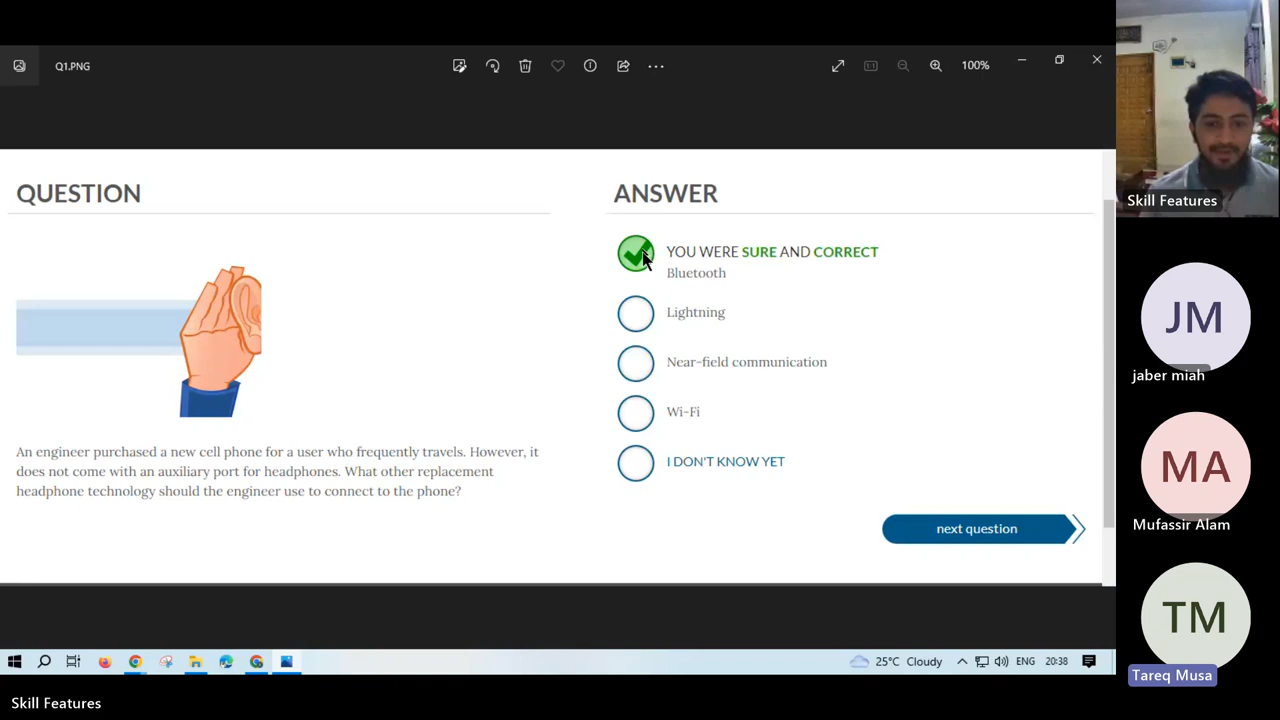 Q1.PNG
100%
QUESTION
An engineer purchased a new cell phone for a user who frequently travels. However, it
does not come with an auxiliary port for headphones. What other replacement
headphone technology should the engineer use to connect to the phone?
ANSWER
YOU WERE SURE AND CORRECT
Bluetooth
Lightning
Near-field communication
Wi-Fi
I DON'T KNOW YET
next question
Skill Features
JM
jaber miah
MA
Mufassir Alam
TM
Tareq Musa
25°C Cloudy
ENG
20:38
Skill Features